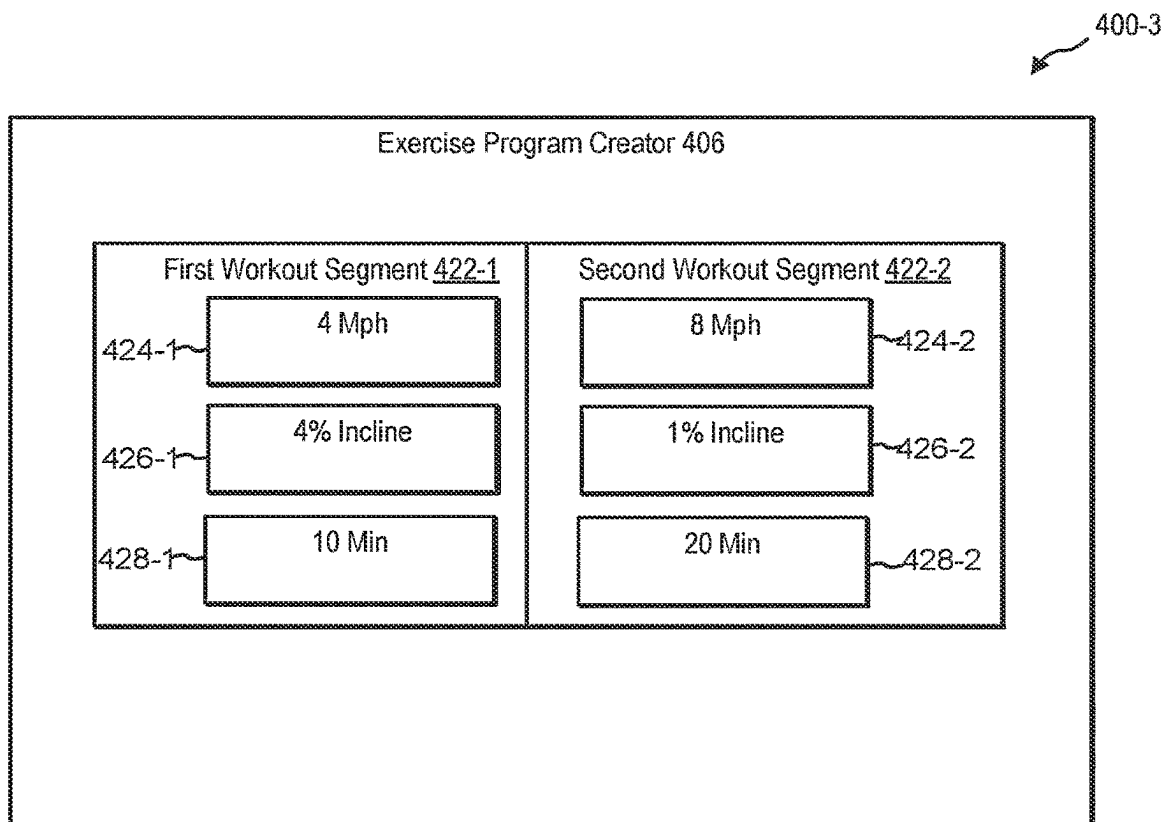 400-3
Exercise Program Creator 406
First Workout Segment 422-1
Second Workout Segment 422-2
4 Mph
8 Mph
424-1
424-2
4% Incline
1% Incline
426-1
426-2
10 Min
20 Min
428-1
428-2